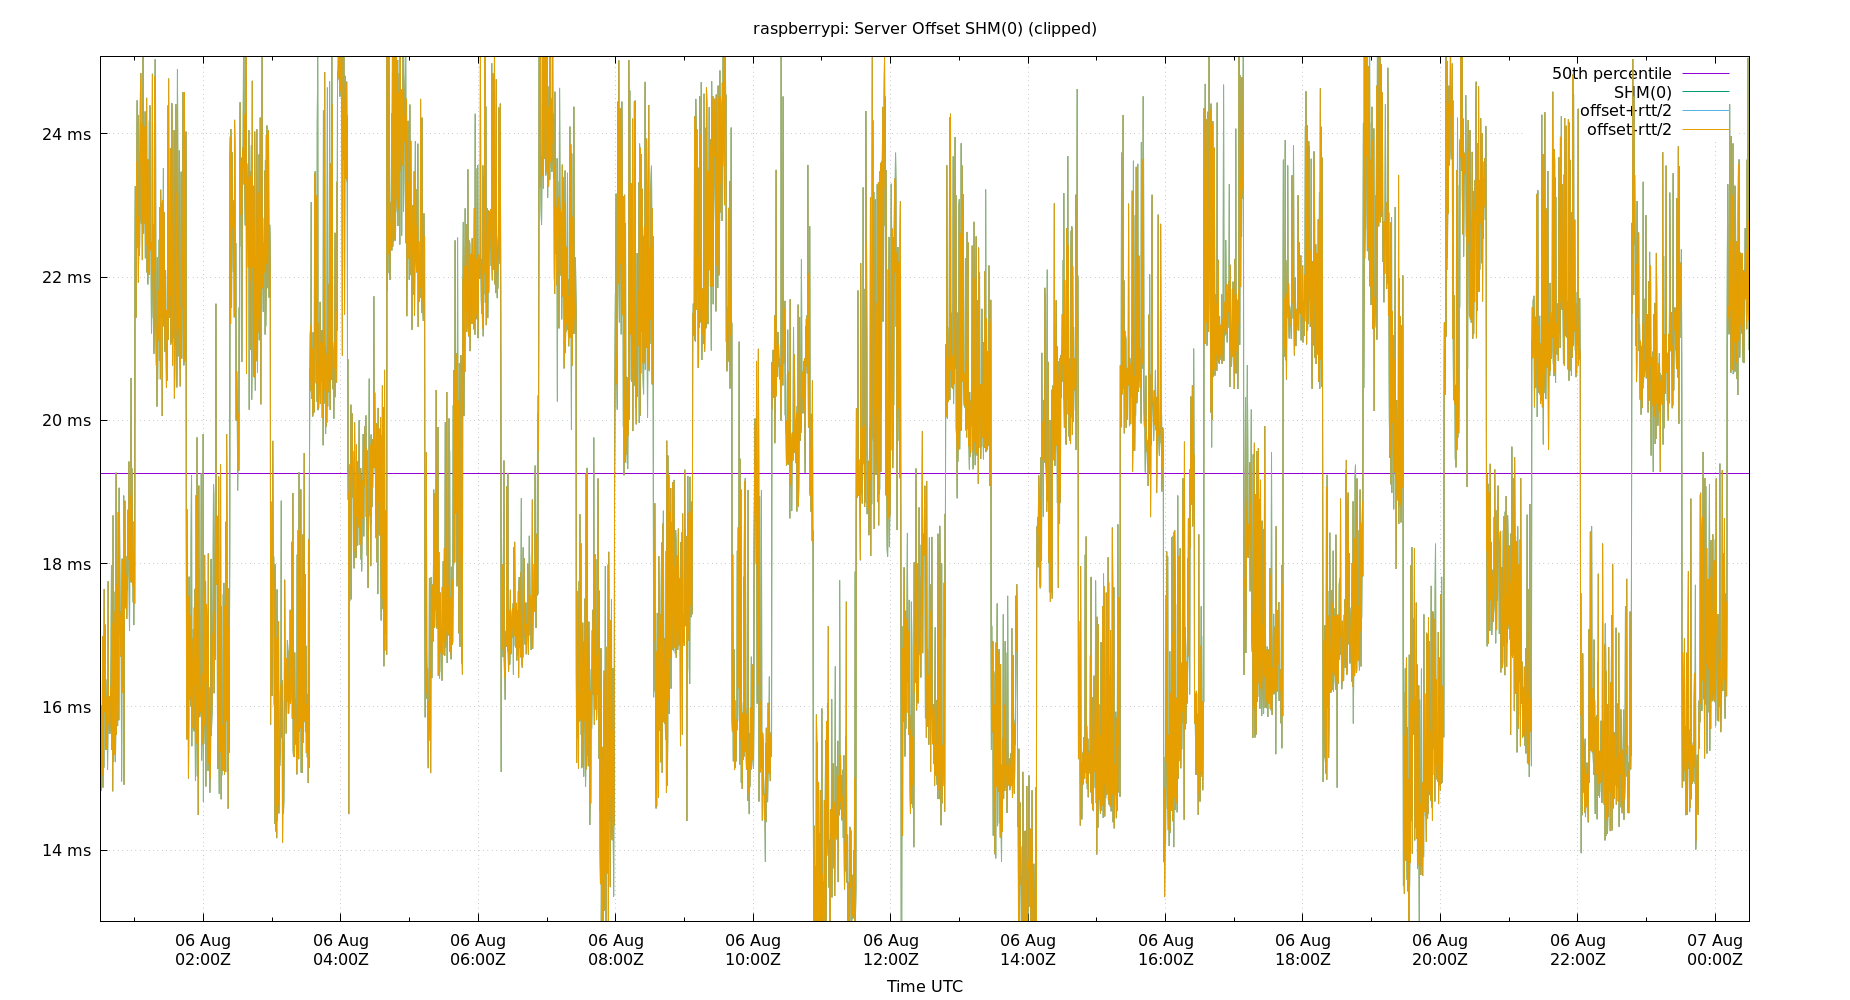 raspberrypi: Server Offset SHM(0) (clipped)
50th percentile
SHM(0)
offset+rtt/2
offset-rtt/2
24 ms
22 ms
20 ms
18 ms
16 ms
14 ms
06 Aug 06 Aug 06 Aug 06 Aug 06 Aug 06 Aug 06 Aug 06 Aug 06 Aug 06 Aug 06 Aug 07 Aug
02:00Z 04:00Z 06:00Z 08:00Z 10:00Z 12:00Z 14:00Z 16:00Z 18:00Z 20:00Z 22:00Z 00:00Z
Time UTC